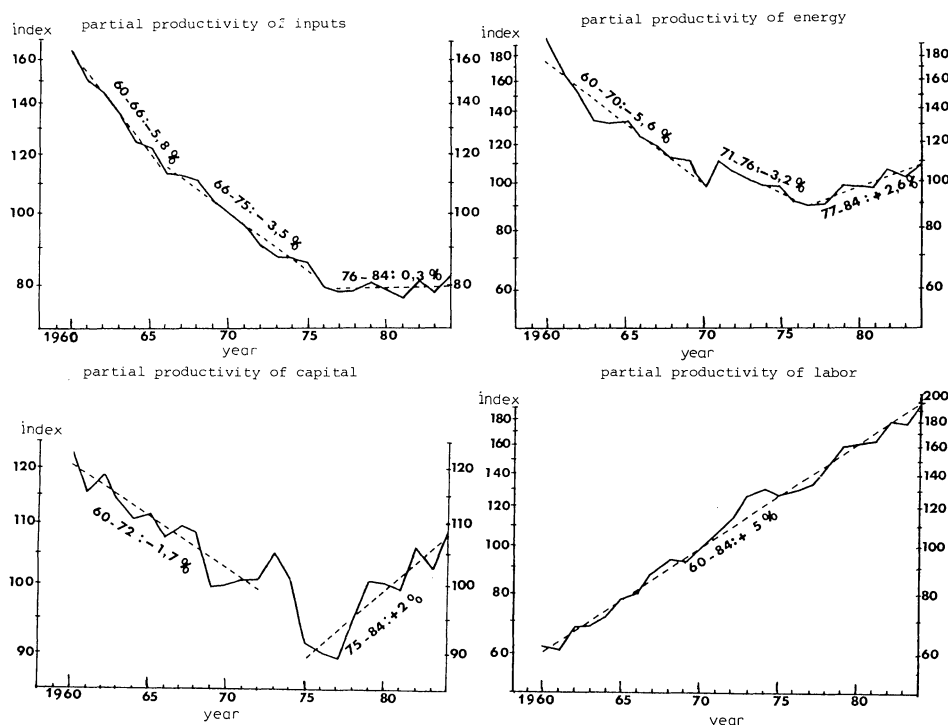 partial productivity of inputs
index
160
140
120
100
80
160
140
120
100
80
60-66:-5,8 %
66-75:- 3,5 %
76-84: 0,3 %
1960 65 70 75 80
year
partial productivity of energy
index
180
160
140
120
100
90
80
60
180
160
140
120
100
90
80
60
60-70:-5,6 %
71-76:-3,2 %
77-84:+2,6%
1960 65 70 75 80
year
partial productivity of capital
index
120
110
100
90
120
110
100
90
60-72:-1,7 %
75-84:+2 %
1960 65 70 75 80
year
partial productivity of labor
index
180
160
140
120
100
80
60
200
180
160
140
120
100
80
60
60-84:+ 5 %
1960 65 70 75 80
year